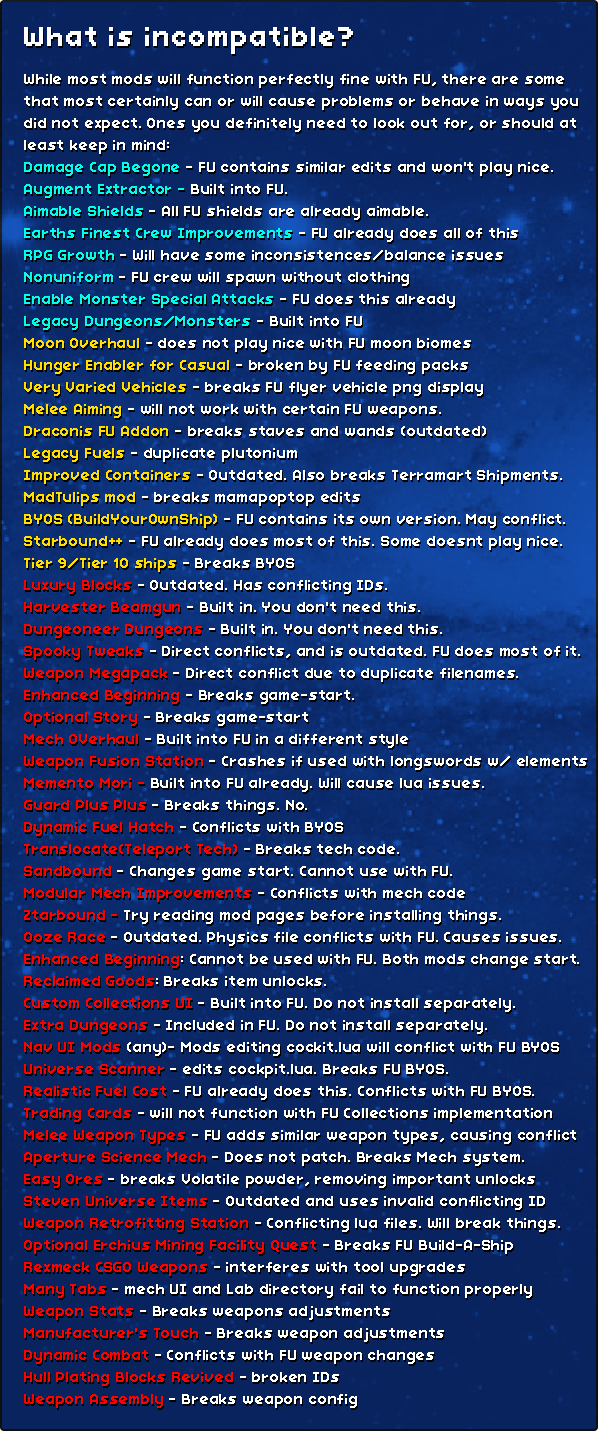 What is incompatible?
While most mods will function perfectly fine with FU, there are some
that most certainly can or will cause problems or behave in ways you
did not expect. Ones you definitely need to look out for, or should at
least keep in mind:
Damage Cap Begone - FU contains similar edits and won't play nice.
Augment Extractor - Built into FU.
Aimable Shields - All FU shields are already aimable.
Earths Finest Crew Improvements - FU already does all of this
RPG Growth - Will have some inconsistences/balance issues
Nonuniform - FU crew will spawn without clothing
Enable Monster Special Attacks - FU does this already
Legacy Dungeons/Monsters - Built into FU
Moon Overhaul - does not play nice with FU moon biomes
Hunger Enabler for Casual - broken by FU feeding packs
Very Varied Vehicles - breaks FU flyer vehicle png display
Melee Aiming - will not work with certain FU weapons.
Draconis FU Addon - breaks staves and wands (outdated)
Legacy Fuels - duplicate plutonium
Improved Containers - Outdated. Also breaks Terramart Shipments.
MadTulips mod - breaks mamapoptop edits
BYOS (BuildYourOwnShip) - FU contains its own version. May conflict.
Starbound++ - FU already does most of this. Some doesnt play nice.
Tier 9/Tier 10 ships - Breaks BYOS
Luxury Blocks - Outdated. Has conflicting IDs.
Harvester Beamgun - Built in. You don't need this.
Dungeoneer Dungeons - Built in. You don't need this.
Spooky Tweaks - Direct conflicts, and is outdated. FU does most of it.
Weapon Megapack - Direct conflict due to duplicate filenames.
Enhanced Beginning - Breaks game-start.
Optional Story - Breaks game-start
Mech OVerhaul - Built into FU in a different style
Weapon Fusion Station - Crashes if used with longswords w/ elements
Memento Mori - Built into FU already. Will cause lua issues.
Guard Plus Plus - Breaks things. No.
Dynamic Fuel Hatch - Conflicts with BYOS
Translocate(Teleport Tech) - Breaks tech code.
Sandbound - Changes game start. Cannot use with FU.
Modular Mech Improvements - Conflicts with mech code
Ztarbound - Try reading mod pages before installing things.
Ooze Race - Outdated. Physics file conflicts with FU. Causes issues.
Enhanced Beginning: Cannot be used with FU. Both mods change start.
Reclaimed Goods: Breaks item unlocks.
Custom Collections UI - Built into FU. Do not install separately.
Extra Dungeons - Included in FU. Do not install separately.
Nav UI Mods (any)- Mods editing cockit.lua will conflict with FU BYOS
Universe Scanner - edits cockpit.lua. Breaks FU BYOS.
Realistic Fuel Cost - FU already does this. Conflicts with FU BYOS.
Trading Cards - will not function with FU Collections implementation
Melee Weapon Types - FU adds similar weapon types, causing conflict
Aperture Science Mech - Does not patch. Breaks Mech system.
Easy Ores - breaks Volatile powder, removing important unlocks
Steven Universe Items - Outdated and uses invalid conflicting ID
Weapon Retrofitting Station - Conflicting lua files. Will break things.
Optional Erchius Mining Facility Quest - Breaks FU Build-A-Ship
Rexmeck CSGO Weapons - interferes with tool upgrades
Many Tabs - mech UI and Lab directory fail to function properly
Weapon Stats - Breaks weapons adjustments
Manufacturer's Touch - Breaks weapon adjustments
Dynamic Combat - Conflicts with FU weapon changes
Hull Plating Blocks Revived - broken IDs
Weapon Assembly - Breaks weapon config